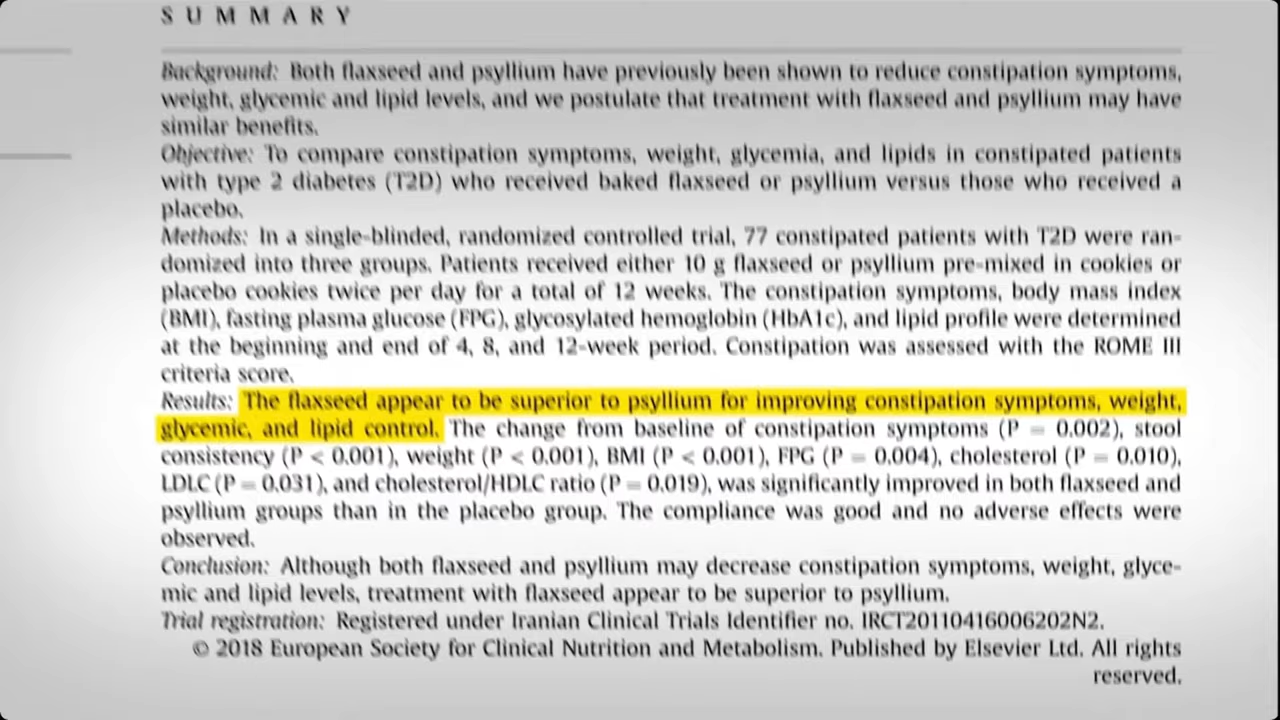 SUMMARY
Background: Both flaxseed and psyllium have previously been shown to reduce constipation symptoms,
weight, glycemic and lipid levels, and we postulate that treatment with flaxseed and psyllium may have
similar benefits.
Objective: To compare constipation symptoms, weight, glycemia, and lipids in constipated patients
with type 2 diabetes (T2D) who received baked flaxseed or psyllium versus those who received a
placebo.
Methods: In a single-blinded, randomized controlled trial, 77 constipated patients with T2D were ran-
domized into three groups. Patients received either 10 g flaxseed or psyllium pre-mixed in cookies or
placebo cookies twice per day for a total of 12 weeks. The constipation symptoms, body mass index
(BMI), fasting plasma glucose (FPG), glycosylated hemoglobin (HbA1c), and lipid profile were determined
at the beginning and end of 4, 8, and 12-week period. Constipation was assessed with the ROME III
criteria score.
Results: The flaxseed appear to be superior to psyllium for improving constipation symptoms, weight,
glycemic, and lipid control. The change from baseline of constipation symptoms (P = 0.002), stool
consistency (P < 0.001), weight (P < 0.001), BMI (P < 0.001), FPG (P = 0.004), cholesterol (P = 0.010),
LDLC (P = 0.031), and cholesterol/HDLC ratio (P = 0.019), was significantly improved in both flaxseed and
psyllium groups than in the placebo group. The compliance was good and no adverse effects were
observed.
Conclusion: Although both flaxseed and psyllium may decrease constipation symptoms, weight, glyce-
mic and lipid levels, treatment with flaxseed appear to be superior to psyllium.
Trial registration: Registered under Iranian Clinical Trials Identifier no. IRCT20110416006202N2.
© 2018 European Society for Clinical Nutrition and Metabolism. Published by Elsevier Ltd. All rights
reserved.